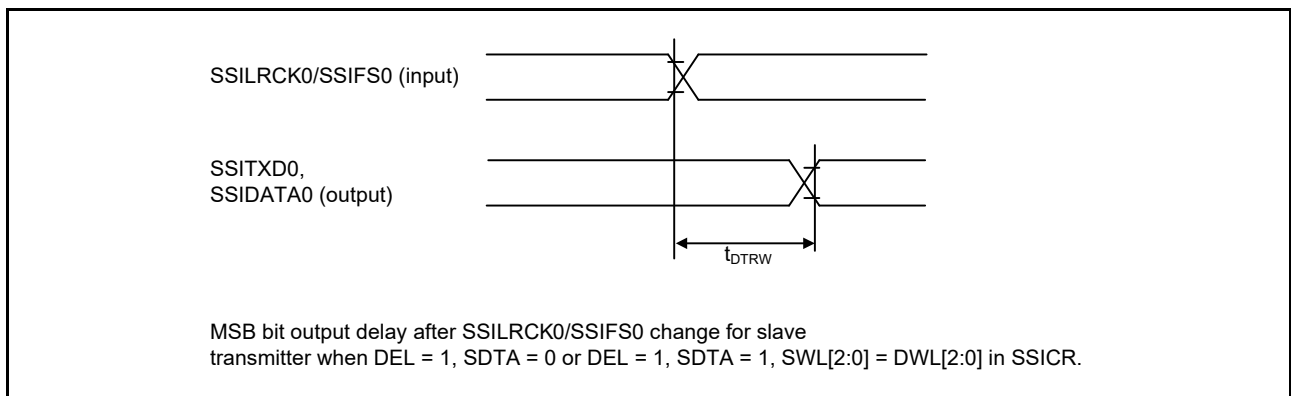 SSILRCK0/SSIFS0 (input)
SSITXD0,
SSIDATA0 (output)
tDTRW
MSB bit output delay after SSILRCK0/SSIFS0 change for slave
transmitter when DEL = 1, SDTA = 0 or DEL = 1, SDTA = 1, SWL[2:0] = DWL[2:0] in SSICR.